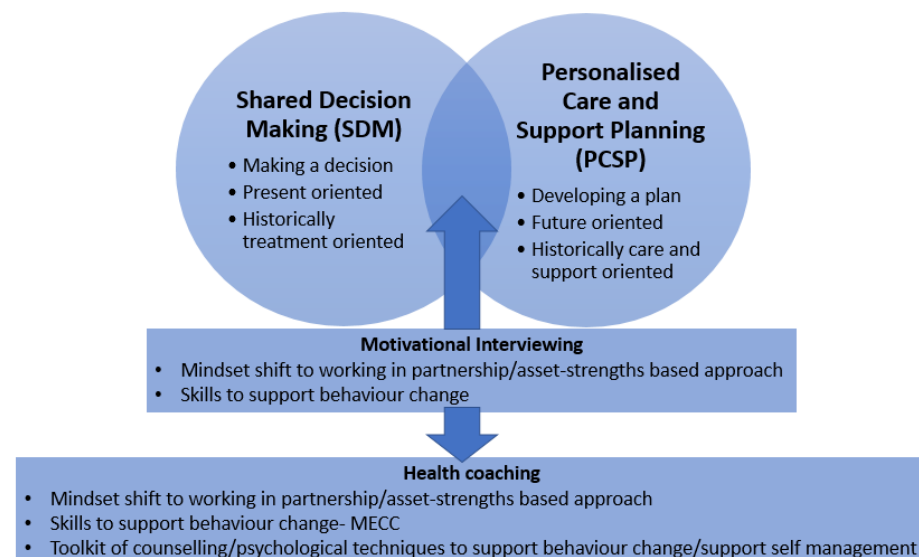 Shared Decision
Making (SDM)
• Making a decision
• Present oriented
• Historically
treatment oriented
Personalised
Care and
Support Planning
(PCSP)
• Developing a plan
• Future oriented
• Historically care and
support oriented
Motivational Interviewing
• Mindset shift to working in partnership/asset-strengths based approach
• Skills to support behaviour change
Health coaching
• Mindset shift to working in partnership/asset-strengths based approach
• Skills to support behaviour change- MECC
• Toolkit of counselling/psychological techniques to support behaviour change/support self management